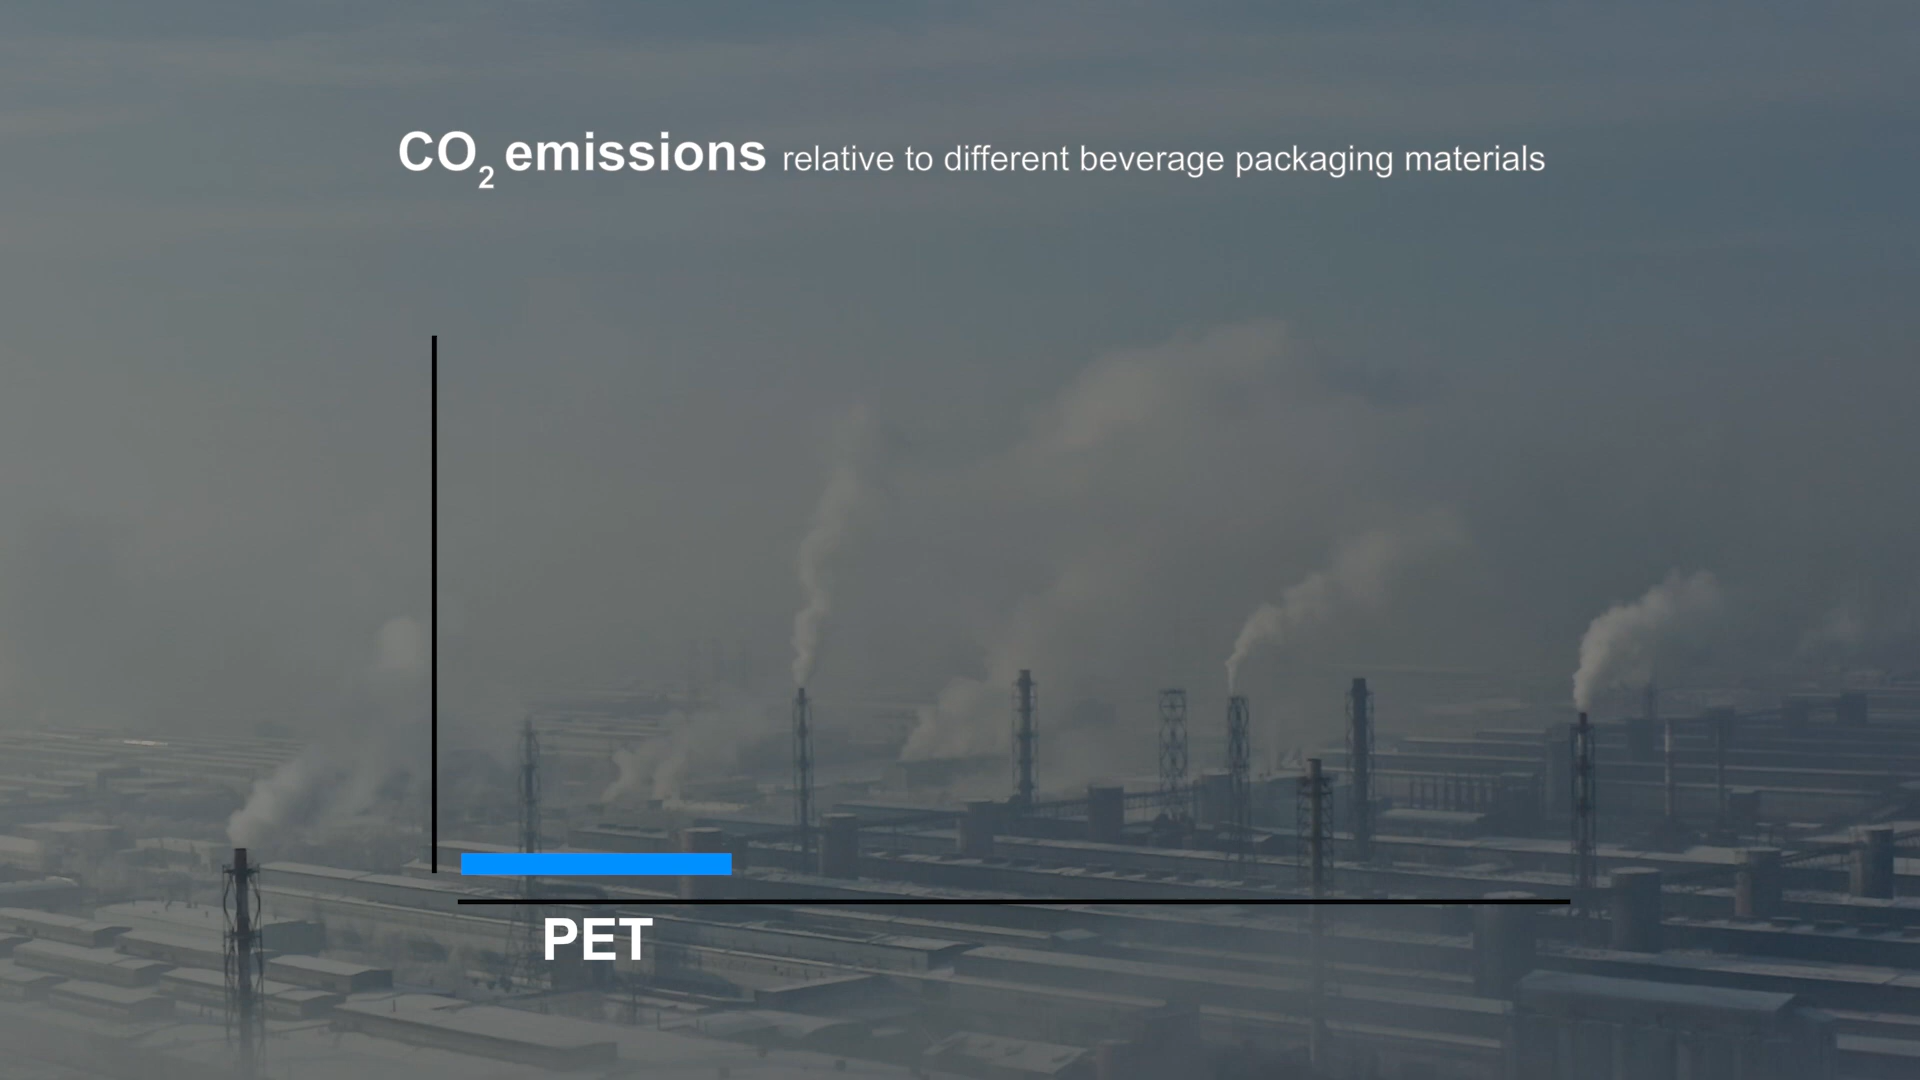 CO₂ emissions relative to different beverage packaging materials
PET